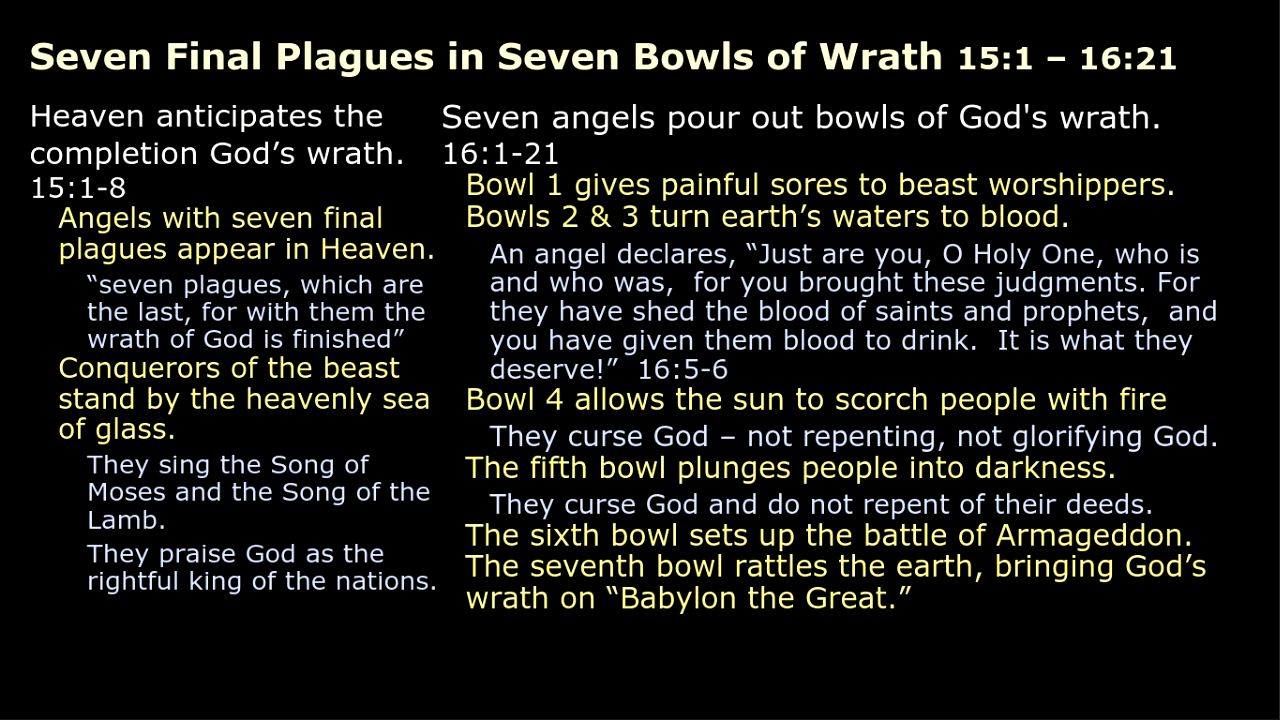 Seven Final Plagues in Seven Bowls of Wrath 15:1 – 16:21
Heaven anticipates the
completion God’s wrath.
15:1-8
Angels with seven final
plagues appear in Heaven.
“seven plagues, which are
the last, for with them the
wrath of God is finished”
Conquerors of the beast
stand by the heavenly sea
of glass.
They sing the Song of
Moses and the Song of the
Lamb.
They praise God as the
rightful king of the nations.
Seven angels pour out bowls of God's wrath.
16:1-21
Bowl 1 gives painful sores to beast worshippers.
Bowls 2 & 3 turn earth’s waters to blood.
An angel declares, “Just are you, O Holy One, who is
and who was,  for you brought these judgments. For
they have shed the blood of saints and prophets,  and
you have given them blood to drink.  It is what they
deserve!”  16:5-6
Bowl 4 allows the sun to scorch people with fire
They curse God – not repenting, not glorifying God.
The fifth bowl plunges people into darkness.
They curse God and do not repent of their deeds.
The sixth bowl sets up the battle of Armageddon.
The seventh bowl rattles the earth, bringing God’s
wrath on “Babylon the Great.”